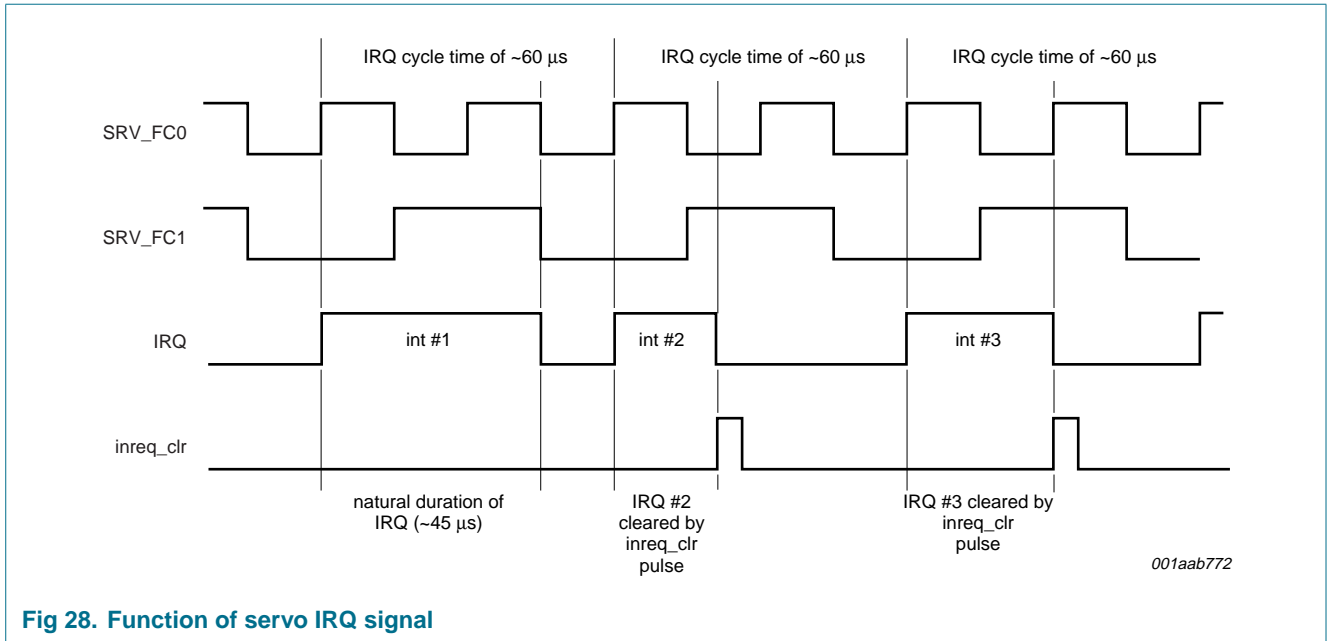 IRQ cycle time of ~60 μs IRQ cycle time of ~60 μs IRQ cycle time of ~60 μs
SRV_FC0
SRV_FC1
IRQ int #1 int #2 int #3
inreq_clr
natural duration of
IRQ (~45 μs)
IRQ #2
cleared by
inreq_clr
pulse
IRQ #3 cleared by
inreq_clr
pulse
001aab772
Fig 28. Function of servo IRQ signal